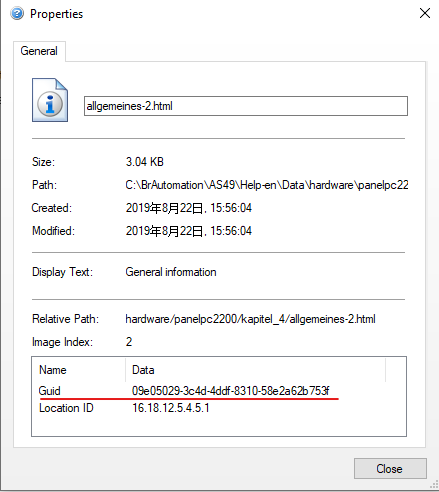 Properties
General
allgemeines-2.html
Size: 3.04 KB
Path: C:\BrAutomation\AS49\Help-en\Data\hardware\panelpc22
Created: 2019年8月22日, 15:56:04
Modified: 2019年8月22日, 15:56:04
Display Text: General information
Relative Path: hardware/panelpc2200/kapitel_4/allgemeines-2.html
Image Index: 2
Name Data
Guid 09e05029-3c4d-4ddf-8310-58e2a62b753f
Location ID 16.18.12.5.4.5.1
Close